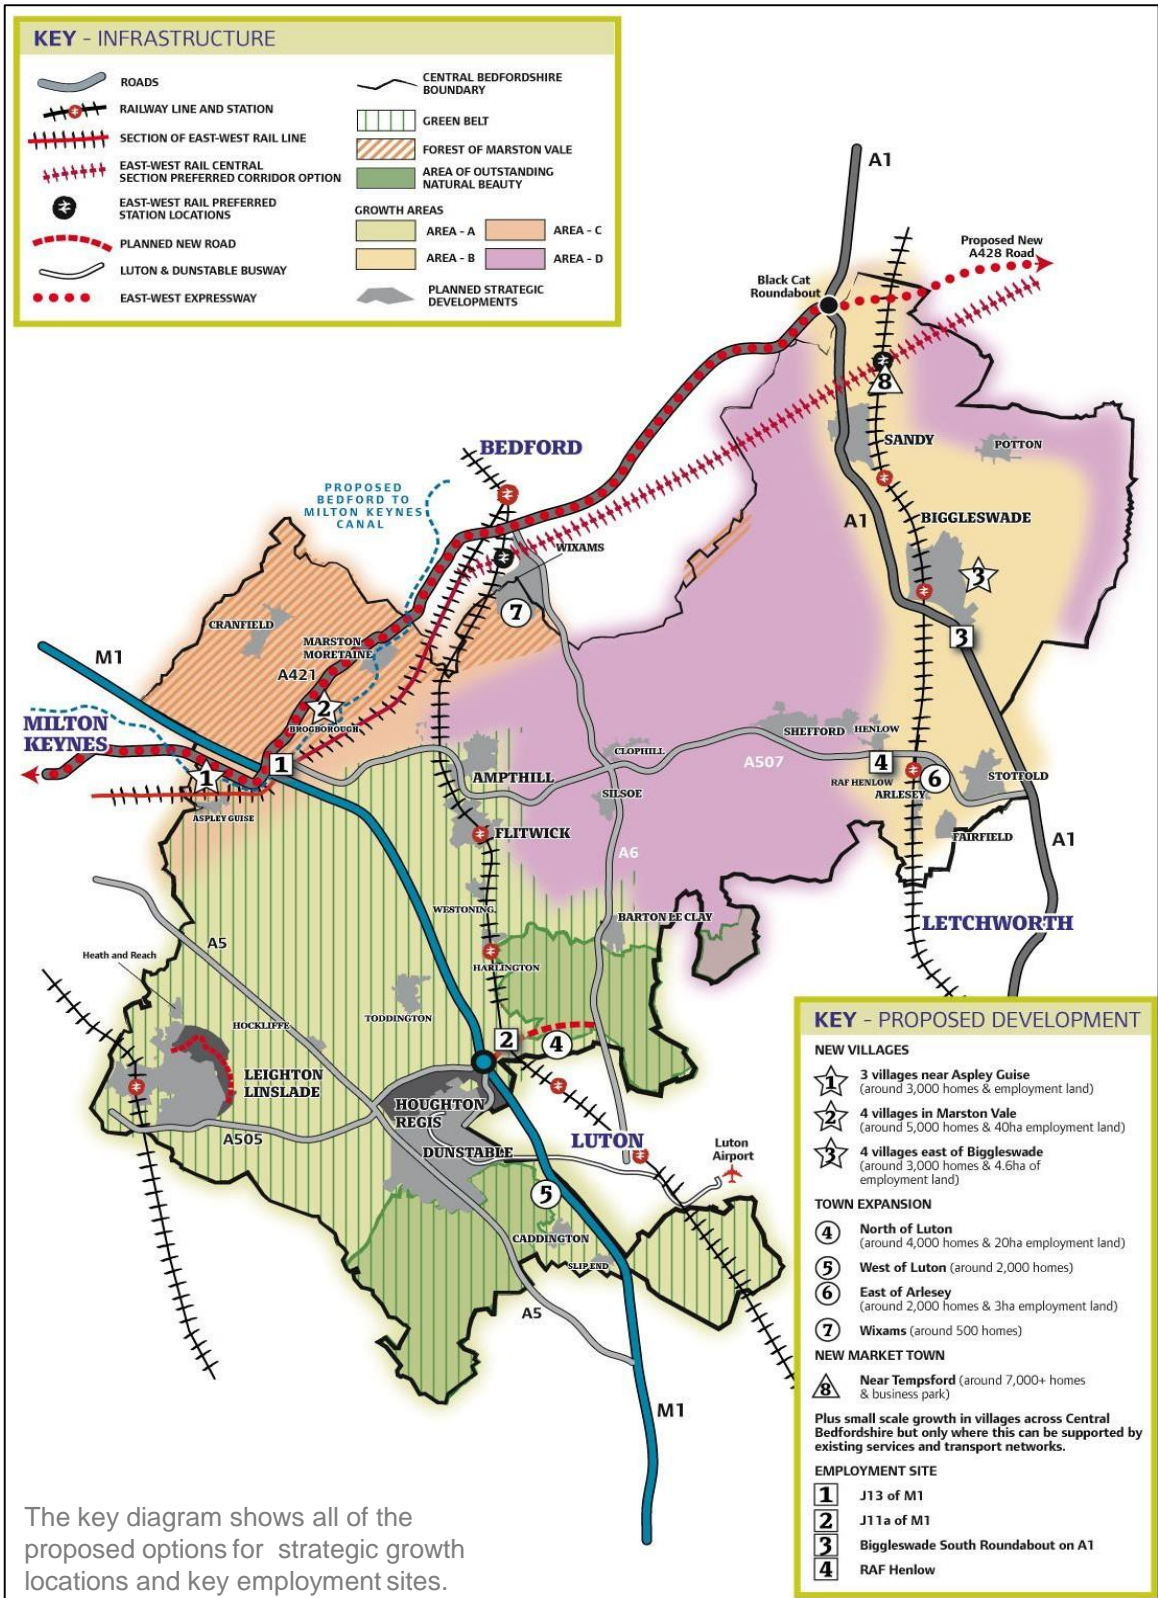 KEY - INFRASTRUCTURE
ROADS
RAILWAY LINE AND STATION
SECTION OF EAST-WEST RAIL LINE
EAST-WEST RAIL CENTRAL
SECTION PREFERRED CORRIDOR OPTION
EAST-WEST RAIL PREFERRED
STATION LOCATIONS
PLANNED NEW ROAD
LUTON & DUNSTABLE BUSWAY
EAST-WEST EXPRESSWAY
CENTRAL BEDFORDSHIRE
BOUNDARY
GREEN BELT
FOREST OF MARSTON VALE
AREA OF OUTSTANDING
NATURAL BEAUTY
GROWTH AREAS
AREA - A
AREA - C
AREA - B
AREA - D
PLANNED STRATEGIC
DEVELOPMENTS
A1
Proposed New
A428 Road
Black Cat
Roundabout
8
SANDY
POTTON
BEDFORD
PROPOSED
BEDFORD TO
MILTON KEYNES
CANAL
A1
BIGGLESWADE
WIXAMS
3
7
CRANFIELD
MARSTON
MORETAINE
3
M1
A421
2
BROGBOROUGH
MILTON
KEYNES
1
1
SHEFFORD
HENLOW
CLOPHILL
A507
4
AMPTHILL
RAF HENLOW
6
STOTFOLD
ARLESEY
SILSOE
ASPLEY GUISE
FLITWICK
FAIRFIELD
A1
A6
WESTONING
BARTON LE CLAY
LETCHWORTH
A5
Heath and Reach
HARLINGTON
TODDINGTON
HOCKLIFFE
2
4
LEIGHTON
LINSLADE
HOUGHTON
REGIS
A505
LUTON
DUNSTABLE
Luton
Airport
5
CADDINGTON
SLIP END
A5
M1
KEY - PROPOSED DEVELOPMENT
NEW VILLAGES
1 3 villages near Aspley Guise
(around 3,000 homes & employment land)
2 4 villages in Marston Vale
(around 5,000 homes & 40ha employment land)
3 4 villages east of Biggleswade
(around 3,000 homes & 4.6ha of
employment land)
TOWN EXPANSION
4 North of Luton
(around 4,000 homes & 20ha employment land)
5 West of Luton (around 2,000 homes)
6 East of Arlesey
(around 2,000 homes & 3ha employment land)
7 Wixams (around 500 homes)
NEW MARKET TOWN
8 Near Tempsford (around 7,000+ homes
& business park)
Plus small scale growth in villages across Central
Bedfordshire but only where this can be supported by
existing services and transport networks.
EMPLOYMENT SITE
1 J13 of M1
2 J11a of M1
3 Biggleswade South Roundabout on A1
4 RAF Henlow
The key diagram shows all of the
proposed options for strategic growth
locations and key employment sites.